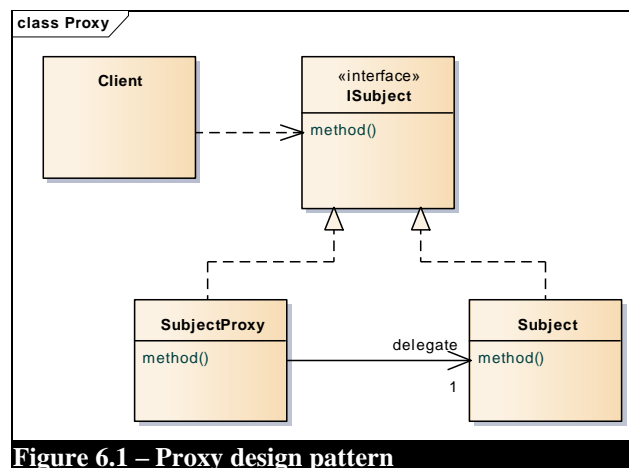 class Proxy
Client
«interface»
ISubject
method()
SubjectProxy
method()
delegate
1
Subject
method()
Figure 6.1 – Proxy design pattern